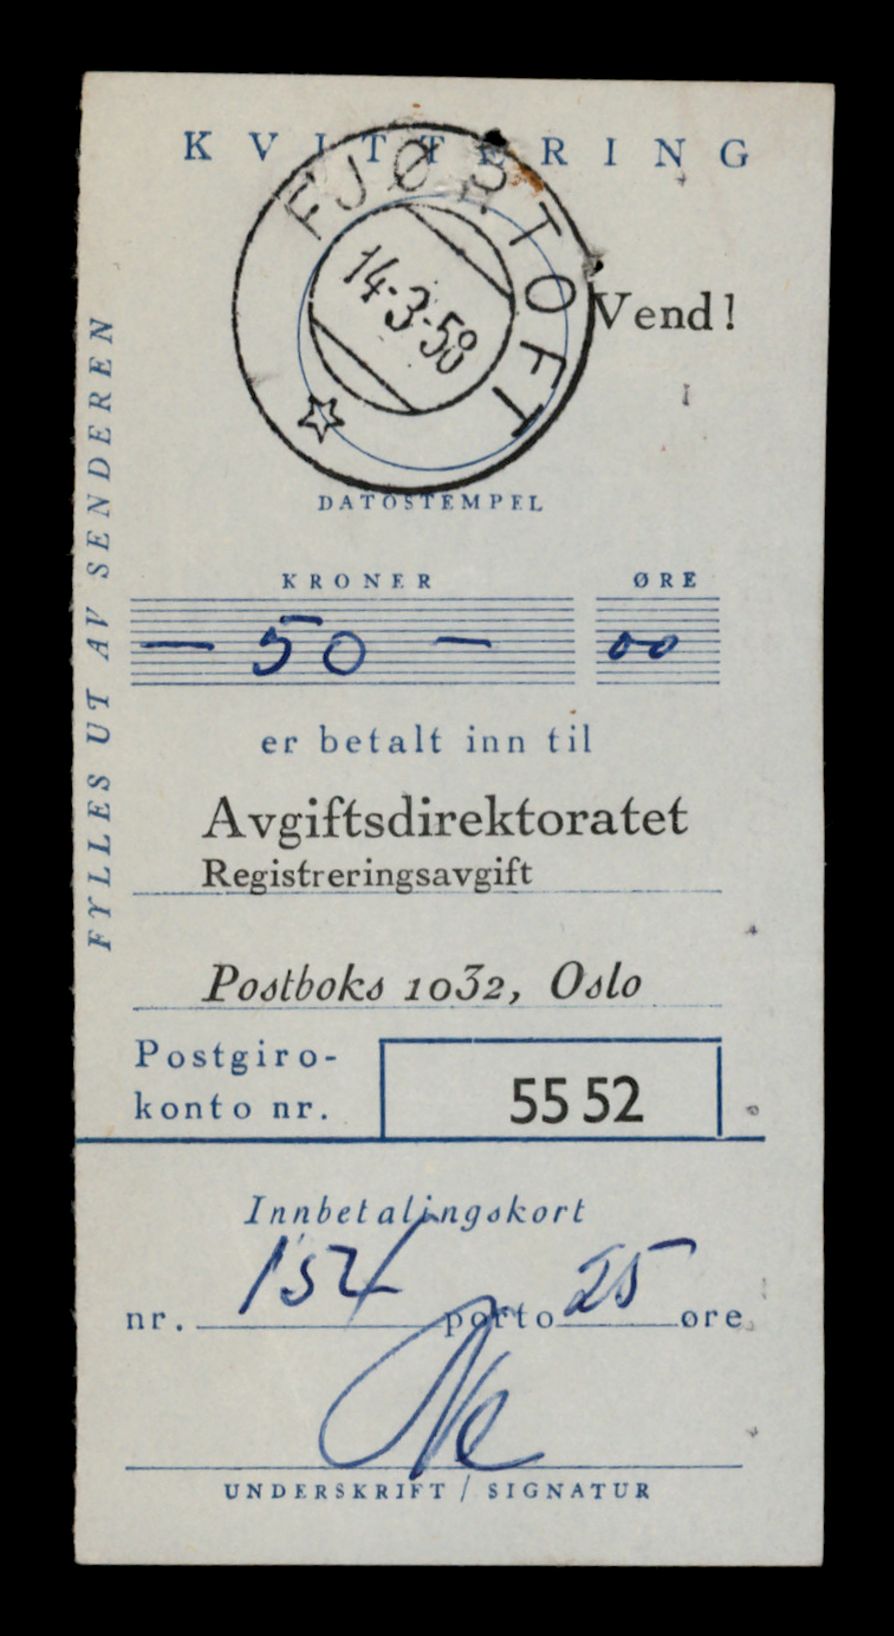 KVITTERING
FJØRTOFT
14-3-58
Vend!
DATOSTEMPEL
FYLLES UT AV SENDEREN
KRONER ØRE
— 50 — 00
er betalt inn til
Avgiftsdirektoratet
Registreringsavgift
Postboks 1032, Oslo
Postgiro-
konto nr. 55 52
Innbetalingskort
nr. 154 porto 25 øre
UNDERSKRIFT / SIGNATUR